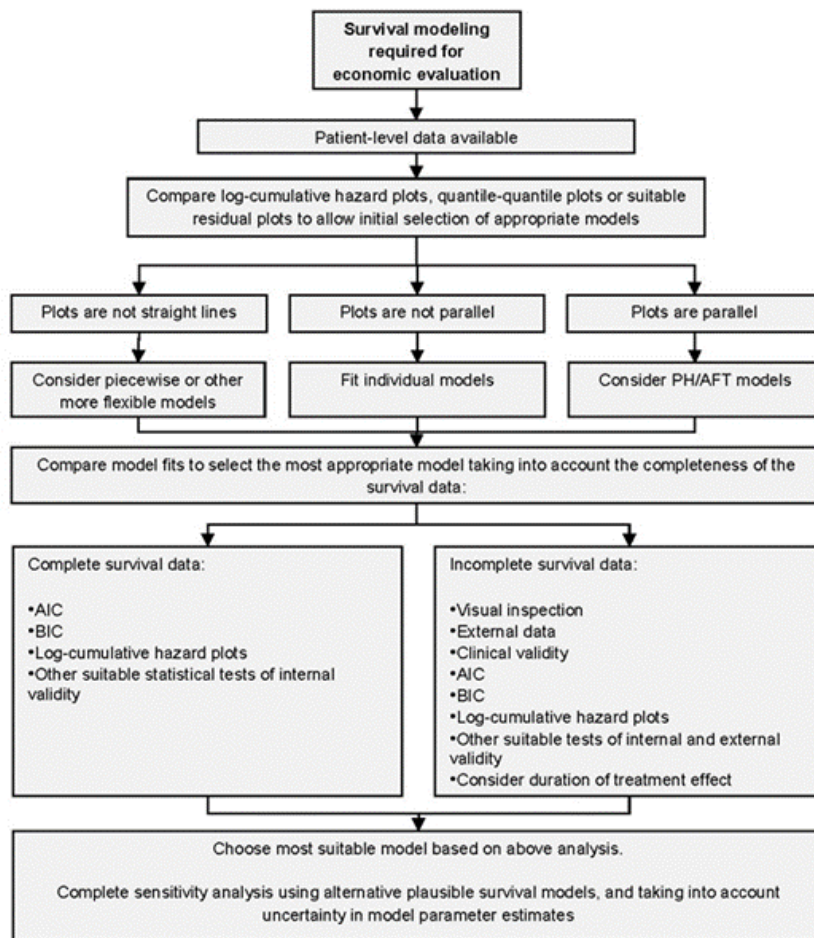 Survival modeling
required for
economic evaluation
Patient-level data available
Compare log-cumulative hazard plots, quantile-quantile plots or suitable
residual plots to allow initial selection of appropriate models
Plots are not straight lines
Plots are not parallel
Plots are parallel
Consider piecewise or other
more flexible models
Fit individual models
Consider PH/AFT models
Compare model fits to select the most appropriate model taking into account the completeness of the
survival data:
Complete survival data:
•AIC
•BIC
•Log-cumulative hazard plots
•Other suitable statistical tests of internal
validity
Incomplete survival data:
•Visual inspection
•External data
•Clinical validity
•AIC
•BIC
•Log-cumulative hazard plots
•Other suitable tests of internal and external
validity
•Consider duration of treatment effect
Choose most suitable model based on above analysis.
Complete sensitivity analysis using alternative plausible survival models, and taking into account
uncertainty in model parameter estimates